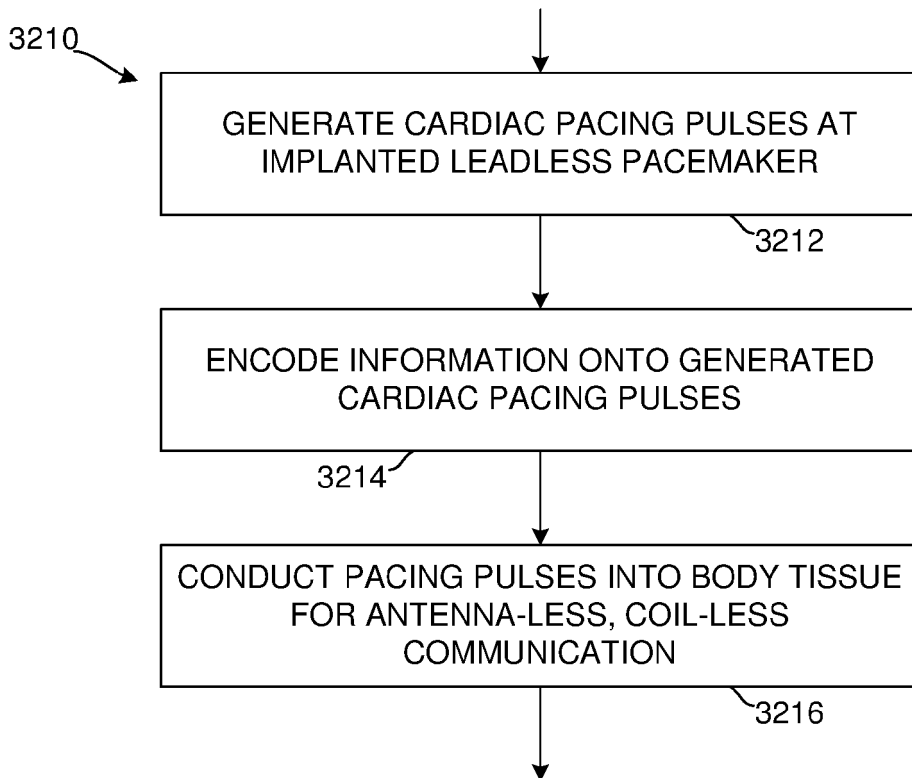 3210
GENERATE CARDIAC PACING PULSES AT
IMPLANTED LEADLESS PACEMAKER
3212
ENCODE INFORMATION ONTO GENERATED
CARDIAC PACING PULSES
3214
CONDUCT PACING PULSES INTO BODY TISSUE
FOR ANTENNA-LESS, COIL-LESS
COMMUNICATION
3216